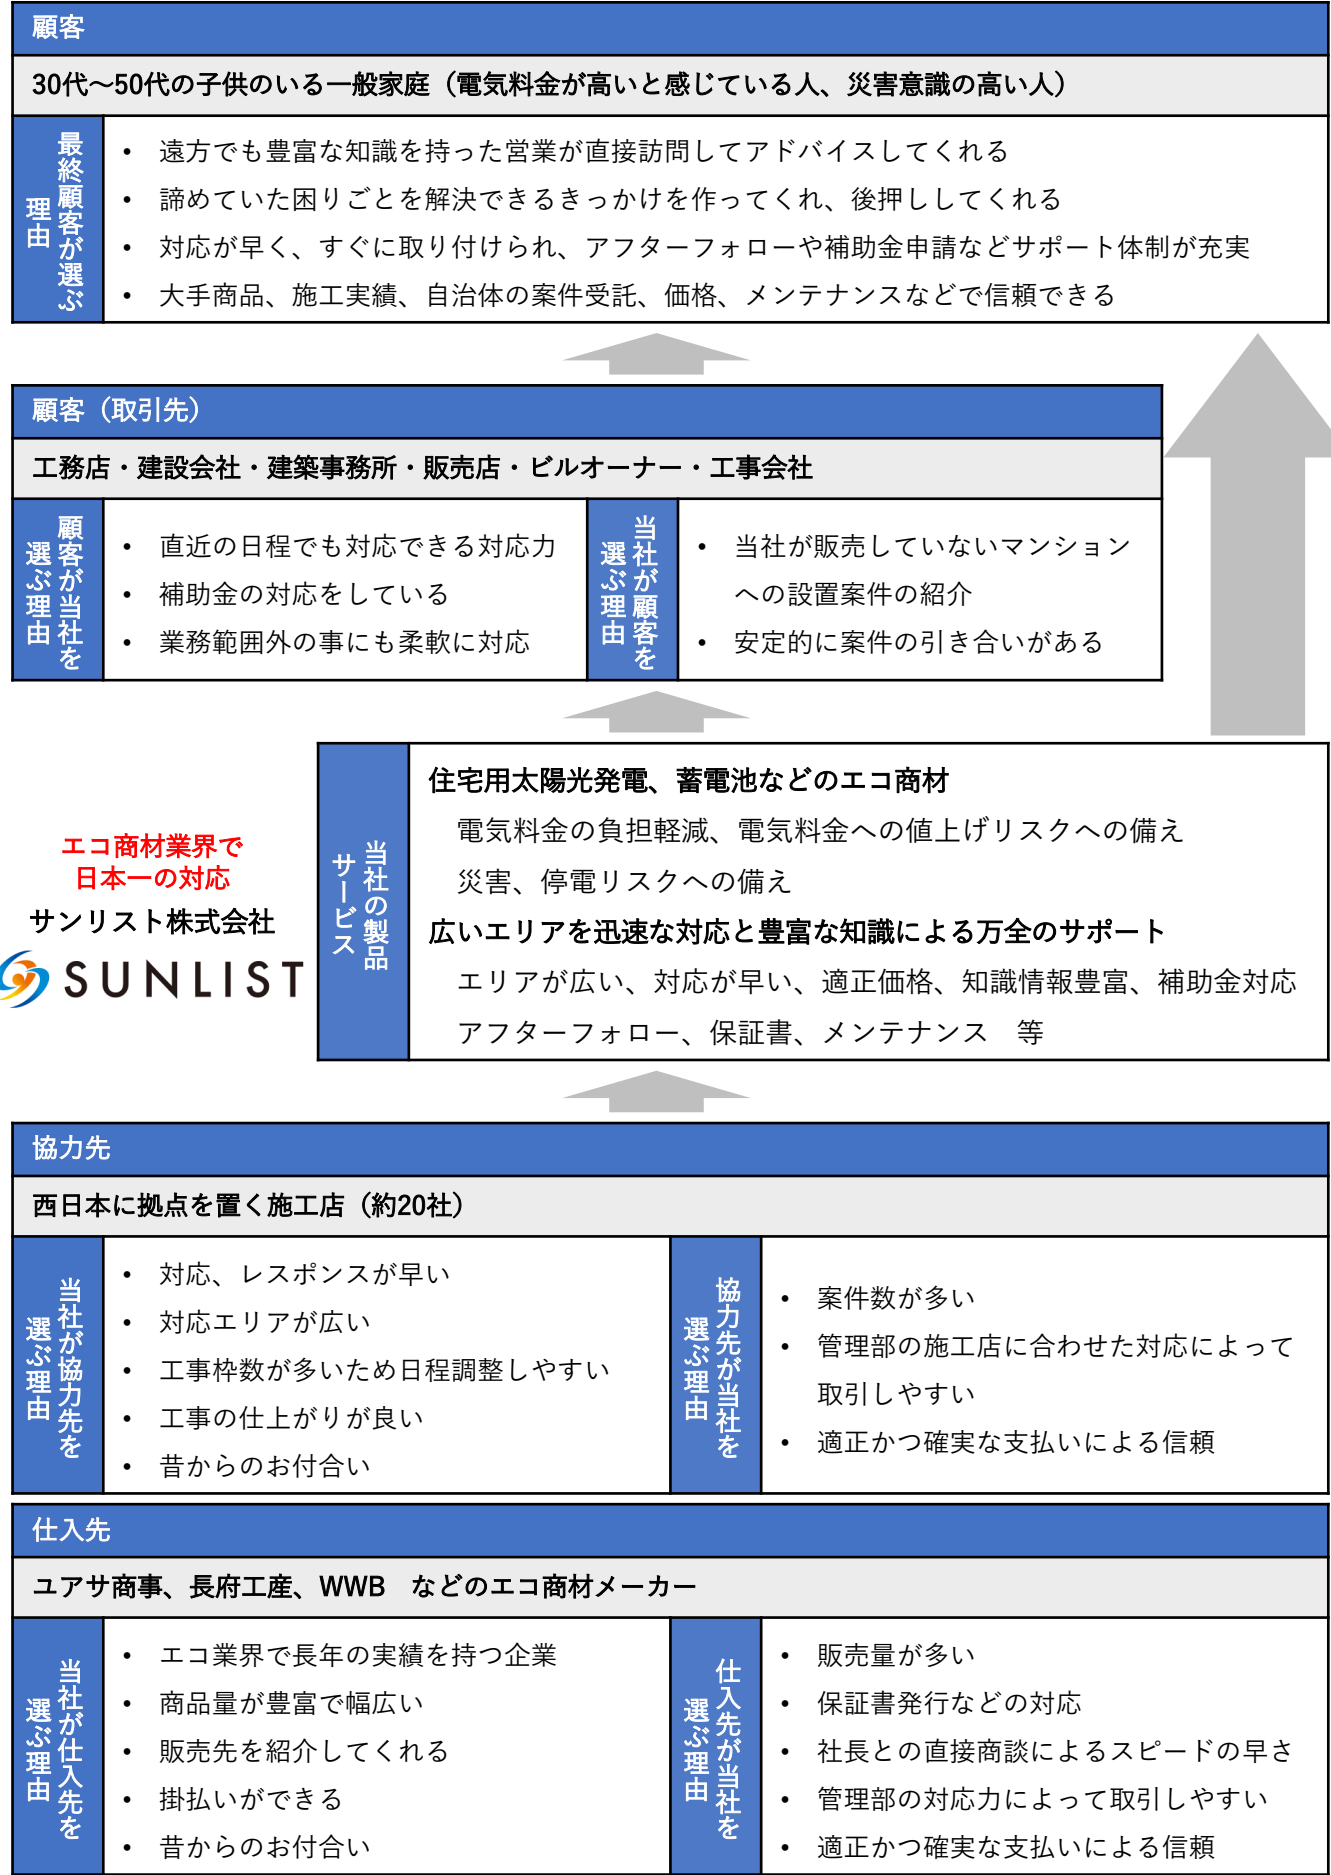 顧客
30代～50代の子供のいる一般家庭（電気料金が高いと感じている人、災害意識の高い人）
最終顧客が選ぶ
理由
• 遠方でも豊富な知識を持った営業が直接訪問してアドバイスしてくれる
• 諦めていた困りごとを解決できるきっかけを作ってくれ、後押ししてくれる
• 対応が早く、すぐに取り付けられ、アフターフォローや補助金申請などサポート体制が充実
• 大手商品、施工実績、自治体の案件受託、価格、メンテナンスなどで信頼できる
顧客（取引先）
工務店・建設会社・建築事務所・販売店・ビルオーナー・工事会社
顧客が当社を
選ぶ理由
• 直近の日程でも対応できる対応力
• 補助金の対応をしている
• 業務範囲外の事にも柔軟に対応
当社が顧客を
選ぶ理由
• 当社が販売していないマンション
への設置案件の紹介
• 安定的に案件の引き合いがある
エコ商材業界で
日本一の対応
サンリスト株式会社
SUNLIST
当社の製品
サービス
住宅用太陽光発電、蓄電池などのエコ商材
電気料金の負担軽減、電気料金への値上げリスクへの備え
災害、停電リスクへの備え
広いエリアを迅速な対応と豊富な知識による万全のサポート
エリアが広い、対応が早い、適正価格、知識情報豊富、補助金対応
アフターフォロー、保証書、メンテナンス　等
協力先
西日本に拠点を置く施工店（約20社）
当社が協力先を
選ぶ理由
• 対応、レスポンスが早い
• 対応エリアが広い
• 工事枠数が多いため日程調整しやすい
• 工事の仕上がりが良い
• 昔からのお付合い
協力先が当社を
選ぶ理由
• 案件数が多い
• 管理部の施工店に合わせた対応によって
取引しやすい
• 適正かつ確実な支払いによる信頼
仕入先
ユアサ商事、長府工産、WWB　などのエコ商材メーカー
当社が仕入先を
選ぶ理由
• エコ業界で長年の実績を持つ企業
• 商品量が豊富で幅広い
• 販売先を紹介してくれる
• 掛払いができる
• 昔からのお付合い
仕入先が当社を
選ぶ理由
• 販売量が多い
• 保証書発行などの対応
• 社長との直接商談によるスピードの早さ
• 管理部の対応力によって取引しやすい
• 適正かつ確実な支払いによる信頼